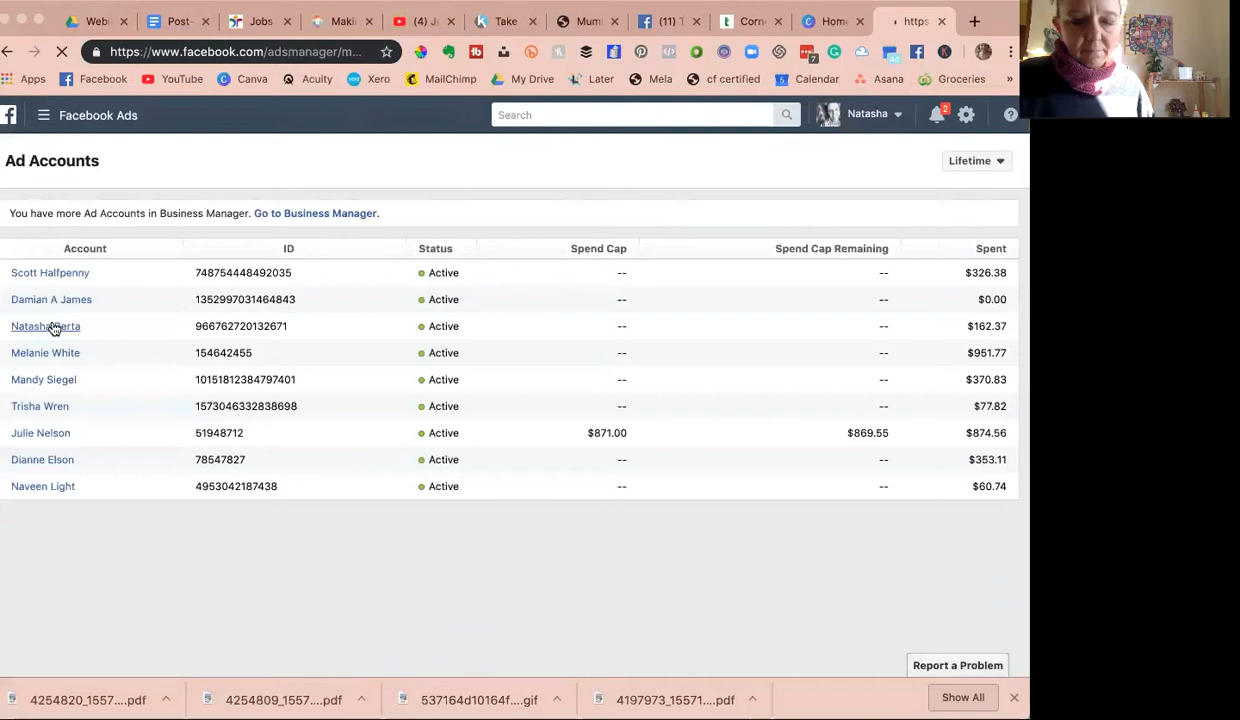 Webi
Post-
Jobs
Maki
(4) J
Take
Mum
(11) T
Corn
Home
https
https://www.facebook.com/adsmanager/m...
7
4d
Apps
Facebook
YouTube
Canva
Acuity
Xero
MailChimp
My Drive
Later
Mela
cf certified
Calendar
Asana
Groceries
»
Facebook Ads
Search
Natasha
2
Ad Accounts
Lifetime
You have more Ad Accounts in Business Manager. Go to Business Manager.
Account ID Status Spend Cap Spend Cap Remaining Spent
Scott Halfpenny 748754448492035 Active -- -- $326.38
Damian A James 1352997031464843 Active -- -- $0.00
Natasha erta 966762720132671 Active -- -- $162.37
Melanie White 154642455 Active -- -- $951.77
Mandy Siegel 10151812384797401 Active -- -- $370.83
Trisha Wren 1573046332838698 Active -- -- $77.82
Julie Nelson 51948712 Active $871.00 $869.55 $874.56
Dianne Elson 78547827 Active -- -- $353.11
Naveen Light 4953042187438 Active -- -- $60.74
Report a Problem
4254820_1557....pdf
4254809_1557....pdf
537164d10164f....gif
4197973_15571....pdf
Show All